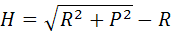 H = √(R² + P²) − R